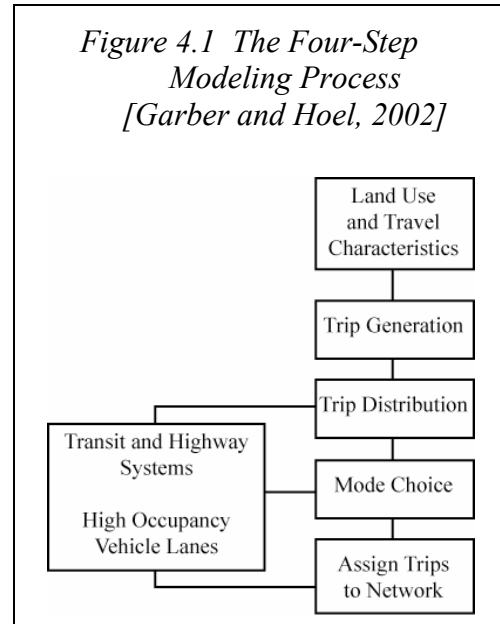 Figure 4.1 The Four-Step
Modeling Process
[Garber and Hoel, 2002]
Land Use
and Travel
Characteristics
Trip Generation
Trip Distribution
Transit and Highway
Systems
High Occupancy
Vehicle Lanes
Mode Choice
Assign Trips
to Network